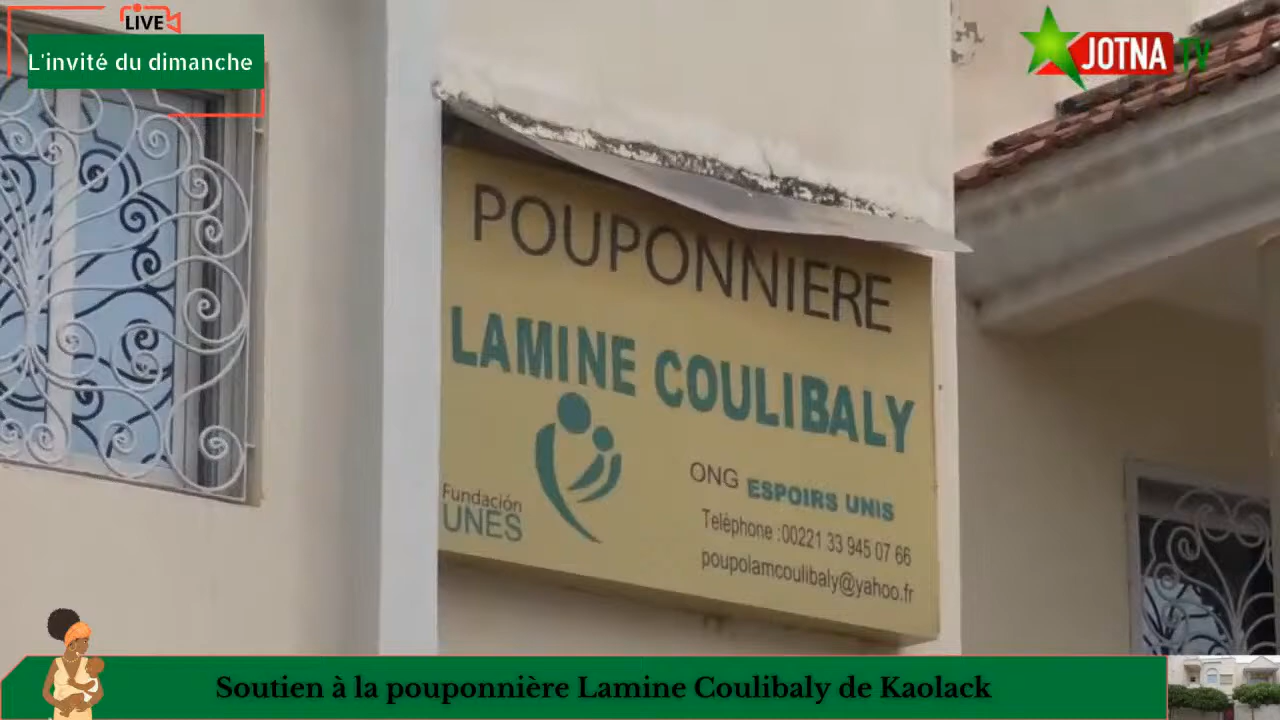 LIVE
L'invité du dimanche
JOTNA TV
POUPONNIERE
LAMINE COULIBALY
ONG ESPOIRS UNIS
Fundación
UNES
Teléphone :00221 33 945 07 66
poupolamcoulibaly@yahoo.fr
Soutien à la pouponnière Lamine Coulibaly de Kaolack